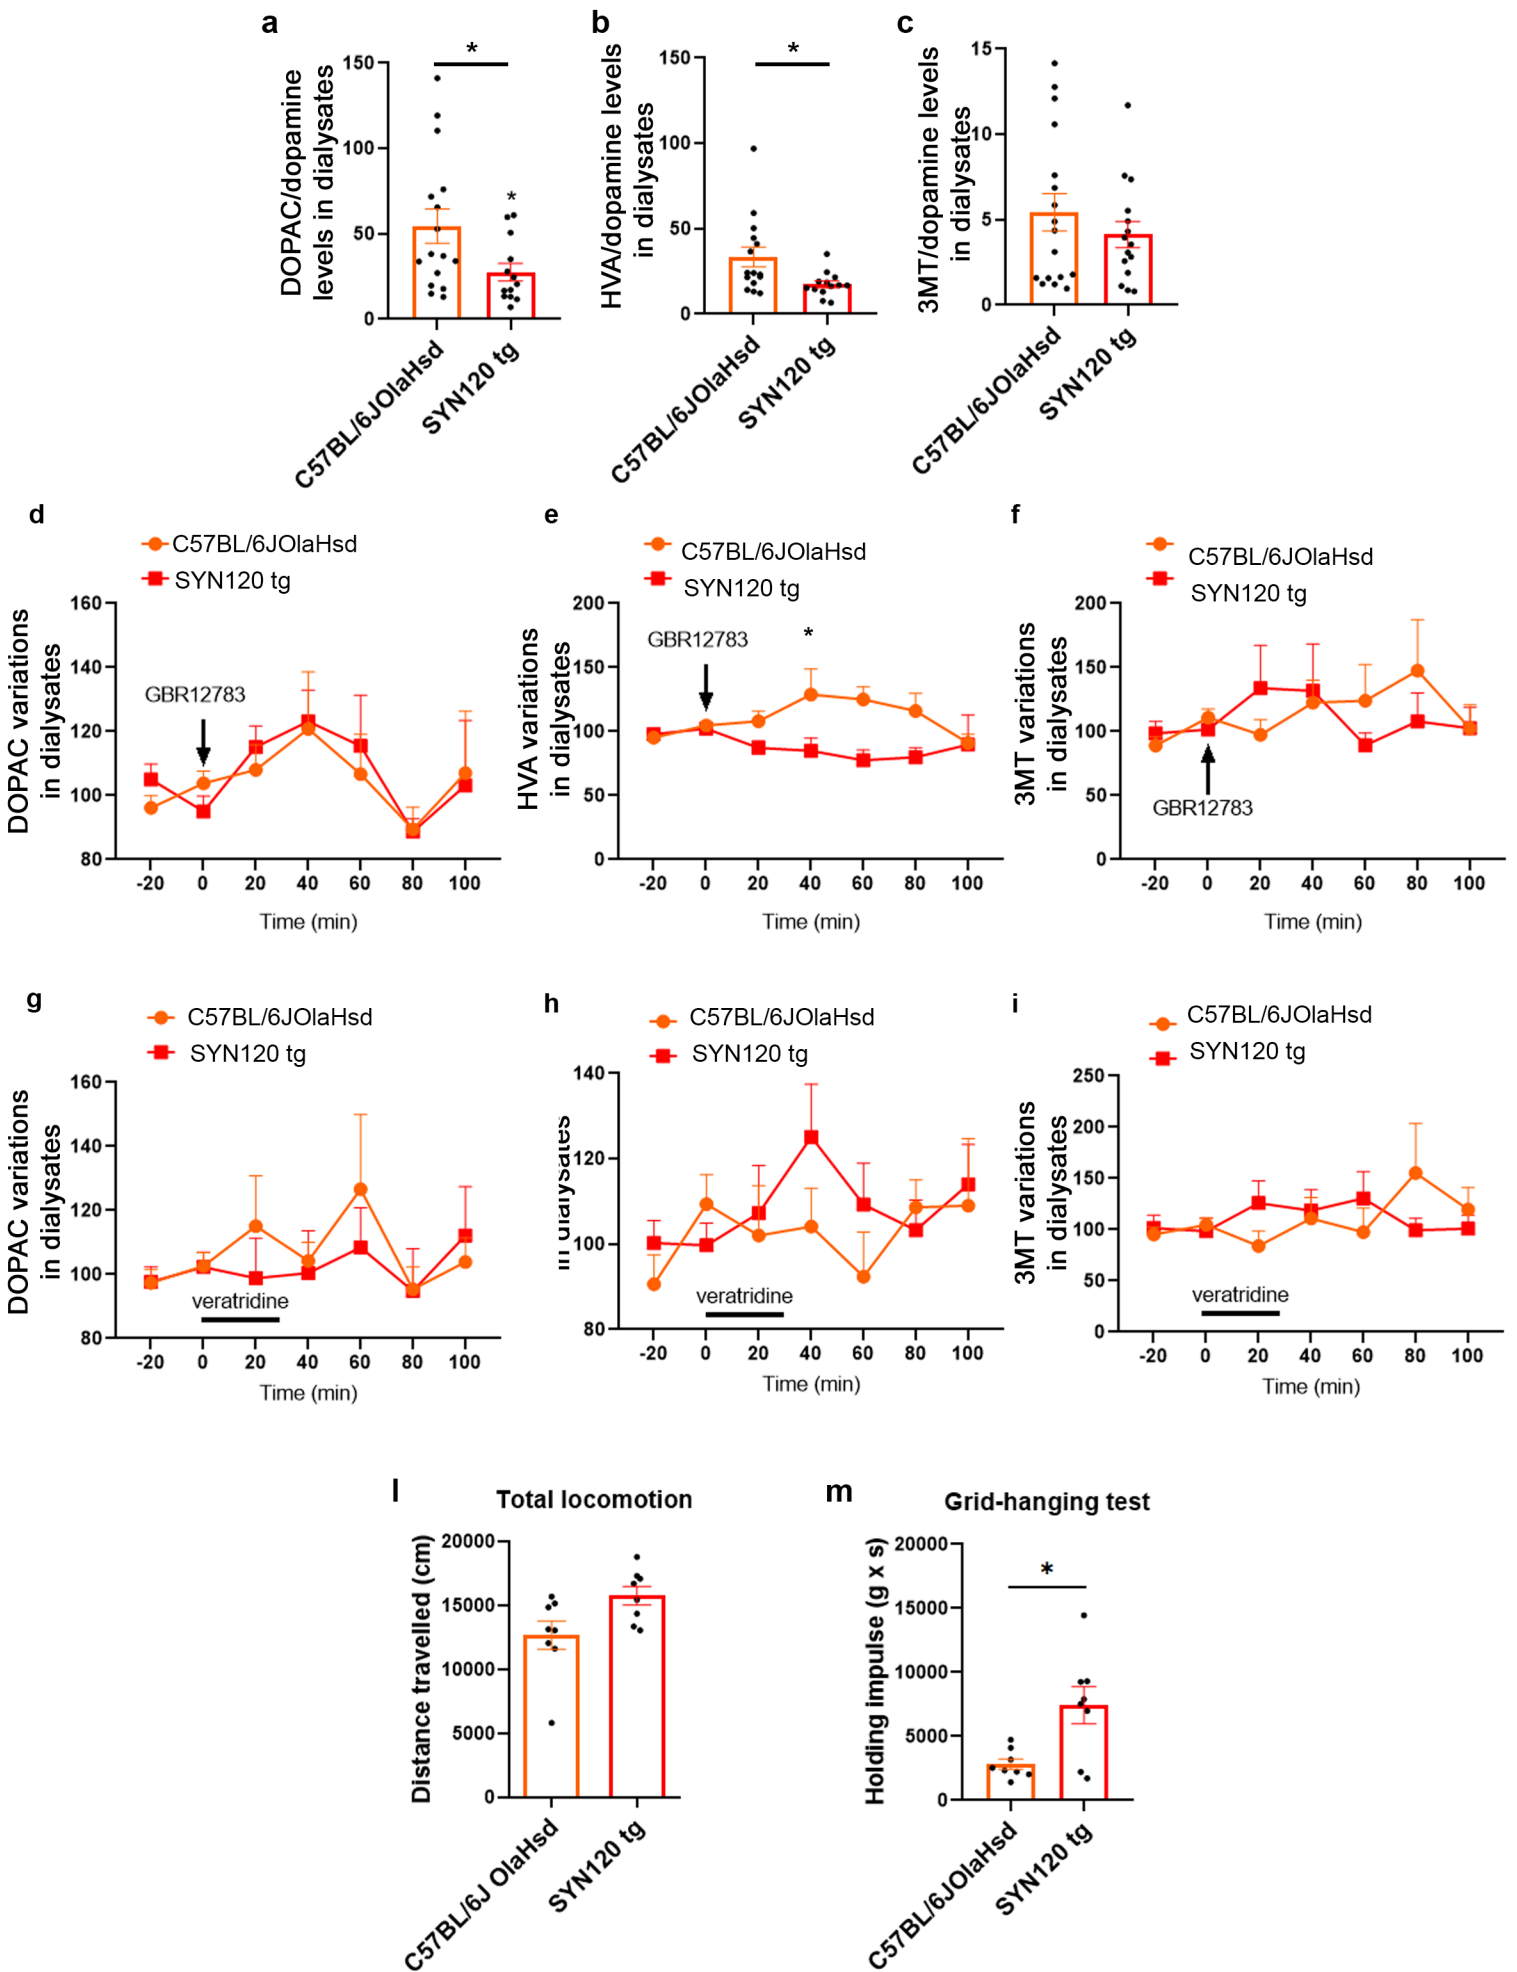 a
b
c
*
*
DOPAC/dopamine
levels in dialysates
150
100
50
0
*
C57BL/6JOlaHsd
SYN120 tg
HVA/dopamine levels
in dialysates
150
100
50
0
C57BL/6JOlaHsd
SYN120 tg
3MT/dopamine levels
in dialysates
15
10
5
0
C57BL/6JOlaHsd
SYN120 tg
d
C57BL/6JOlaHsd
SYN120 tg
DOPAC variations
in dialysates
160
140
120
100
80
GBR12783
-20 0 20 40 60 80 100
Time (min)
e
C57BL/6JOlaHsd
SYN120 tg
HVA variations
in dialysates
200
150
100
50
0
GBR12783
*
-20 0 20 40 60 80 100
Time (min)
f
C57BL/6JOlaHsd
SYN120 tg
3MT variations
in dialysates
200
150
100
50
0
GBR12783
-20 0 20 40 60 80 100
Time (min)
g
C57BL/6JOlaHsd
SYN120 tg
DOPAC variations
in dialysates
160
140
120
100
80
veratridine
-20 0 20 40 60 80 100
Time (min)
h
C57BL/6JOlaHsd
SYN120 tg
in dialysates
140
120
100
80
veratridine
-20 0 20 40 60 80 100
Time (min)
i
C57BL/6JOlaHsd
SYN120 tg
3MT variations
in dialysates
250
200
150
100
50
0
veratridine
-20 0 20 40 60 80 100
Time (min)
l
Total locomotion
Distance travelled (cm)
20000
15000
10000
5000
0
C57BL/6J OlaHsd
SYN120 tg
m
Grid-hanging test
Holding impulse (g x s)
20000
15000
10000
5000
0
*
C57BL/6JOlaHsd
SYN120 tg